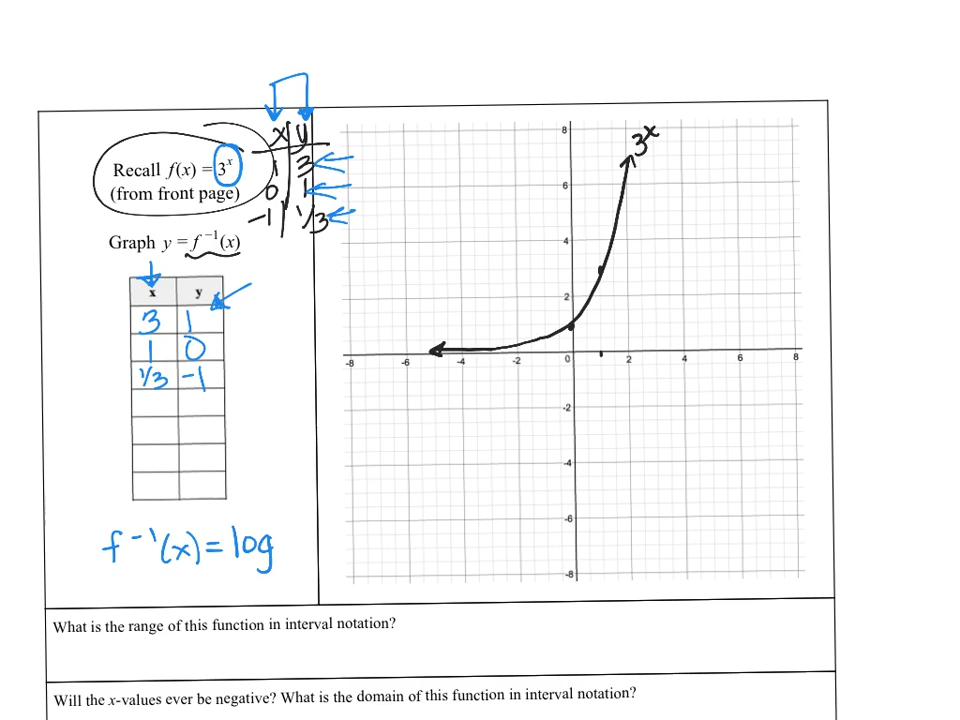 x y
Recall f(x) = 3ˣ
1 3
(from front page)
0 1
-1 1/3
Graph y = f⁻¹(x)
x y
3 1
1 0
1/3 -1
f⁻¹(x) = log
3ˣ
8
6
4
2
-8 -6 -4 -2 0 2 4 6 8
-2
-4
-6
-8
What is the range of this function in interval notation?
Will the x-values ever be negative? What is the domain of this function in interval notation?